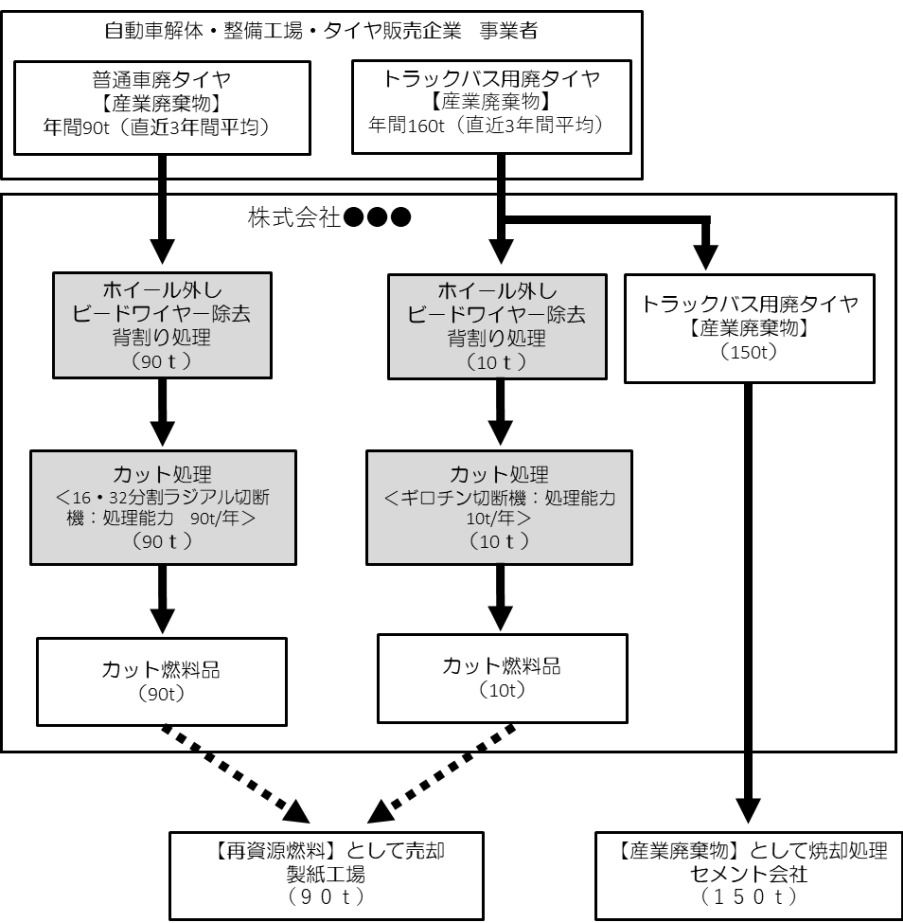 自動車解体・整備工場・タイヤ販売企業　事業者
普通車廃タイヤ
【産業廃棄物】
年間90t（直近3年間平均）
トラックバス用廃タイヤ
【産業廃棄物】
年間160t（直近3年間平均）
株式会社●●●
ホイール外し
ビードワイヤー除去
背割り処理
（90ｔ）
ホイール外し
ビードワイヤー除去
背割り処理
（10ｔ）
トラックバス用廃タイヤ
【産業廃棄物】
（150t）
カット処理
＜16・32分割ラジアル切断
機：処理能力　90t/年＞
（90ｔ）
カット処理
＜ギロチン切断機：処理能力
10t/年＞
（10ｔ）
カット燃料品
（90t）
カット燃料品
（10t）
【再資源燃料】として売却
製紙工場
（９０ｔ）
【産業廃棄物】として焼却処理
セメント会社
（１５０ｔ）